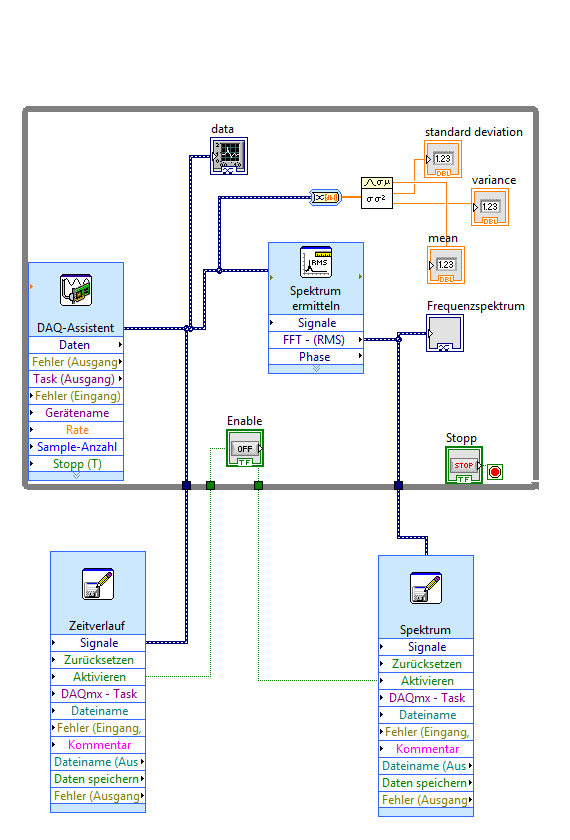 data
standard deviation
1.23
DBL
variance
1.23
DBL
mean
1.23
DBL
RMS
Spektrum
ermitteln
Signale
FFT - (RMS)
Phase
Frequenzspektrum
DAQ-Assistent
Daten
Fehler (Ausgang
Task (Ausgang)
Fehler (Eingang)
Gerätename
Rate
Sample-Anzahl
Stopp (T)
Enable
OFF
TF
Stopp
STOP
TF
Zeitverlauf
Signale
Zurücksetzen
Aktivieren
DAQmx - Task
Dateiname
Fehler (Eingang,
Kommentar
Dateiname (Aus
Daten speichern
Fehler (Ausgang
Spektrum
Signale
Zurücksetzen
Aktivieren
DAQmx - Task
Dateiname
Fehler (Eingang,
Kommentar
Dateiname (Aus
Daten speichern
Fehler (Ausgang